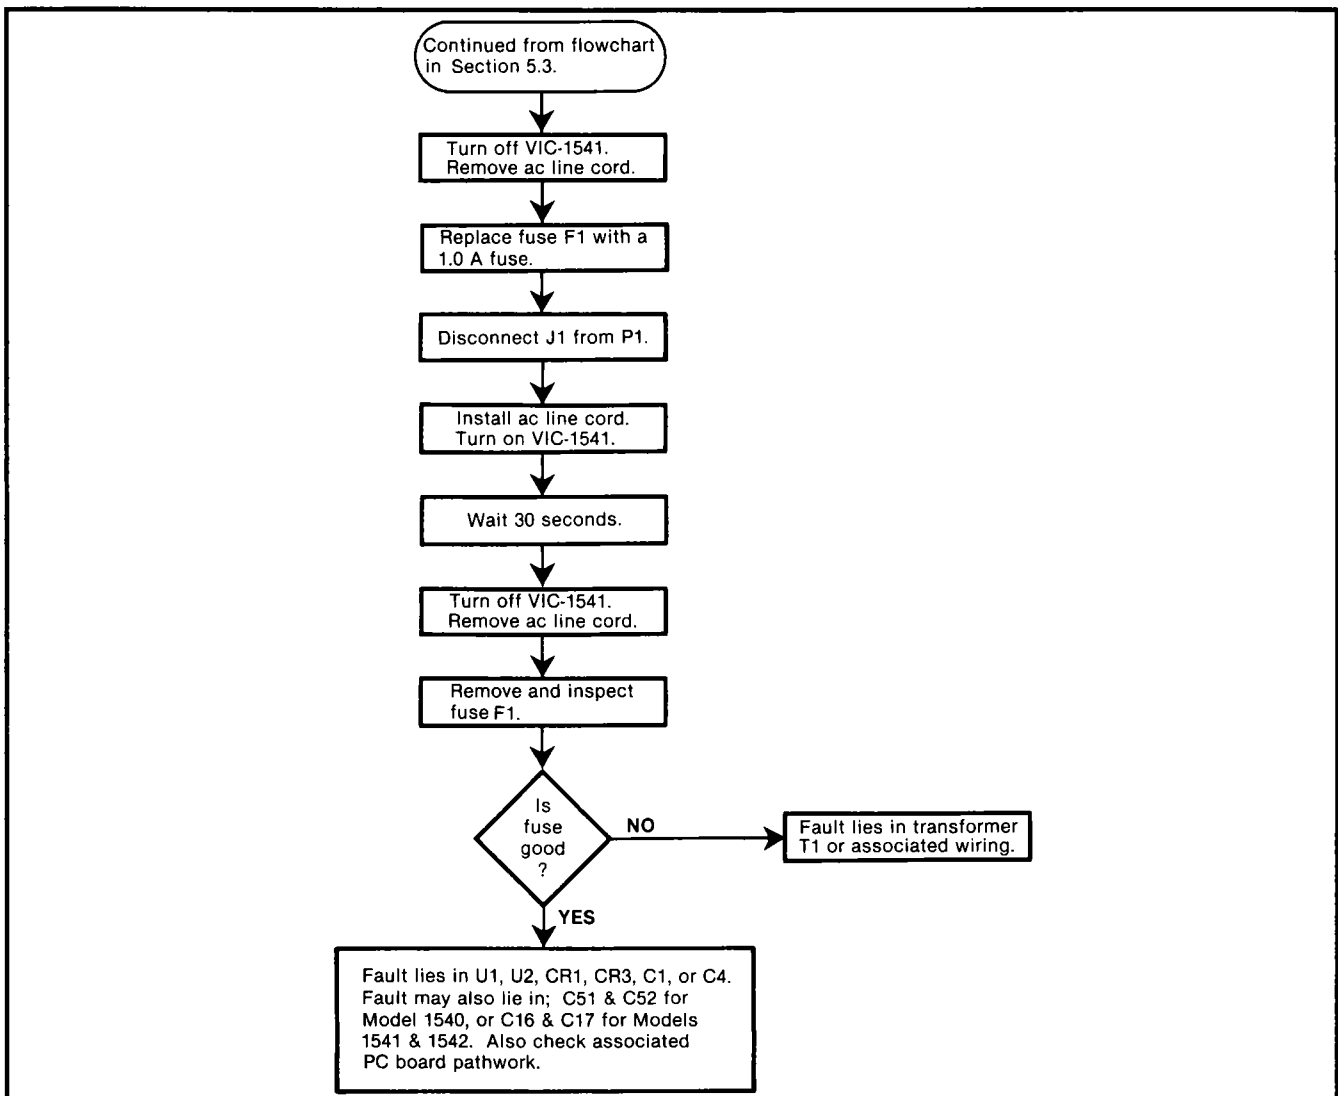 Continued from flowchart
in Section 5.3.
Turn off VIC-1541.
Remove ac line cord.
Replace fuse F1 with a
1.0 A fuse.
Disconnect J1 from P1.
Install ac line cord.
Turn on VIC-1541.
Wait 30 seconds.
Turn off VIC-1541.
Remove ac line cord.
Remove and inspect
fuse F1.
Is
fuse
good
?
NO
Fault lies in transformer
T1 or associated wiring.
YES
Fault lies in U1, U2, CR1, CR3, C1, or C4.
Fault may also lie in; C51 & C52 for
Model 1540, or C16 & C17 for Models
1541 & 1542. Also check associated
PC board pathwork.